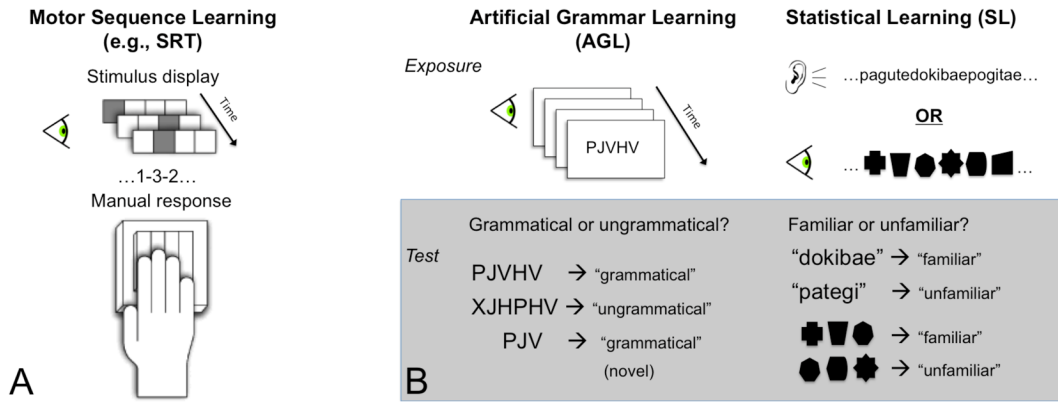 Motor Sequence Learning
(e.g., SRT)
Stimulus display
Time
…1-3-2…
Manual response
A
Artificial Grammar Learning
(AGL)
Exposure
Time
PJVHV
Statistical Learning (SL)
…pagutedokibaepogitae…
OR
… …
Test
Grammatical or ungrammatical?
PJVHV → “grammatical”
XJHPHV → “ungrammatical”
PJV → “grammatical”
(novel)
Familiar or unfamiliar?
“dokibae” → “familiar”
“pategi” → “unfamiliar”
→ “familiar”
→ “unfamiliar”
B